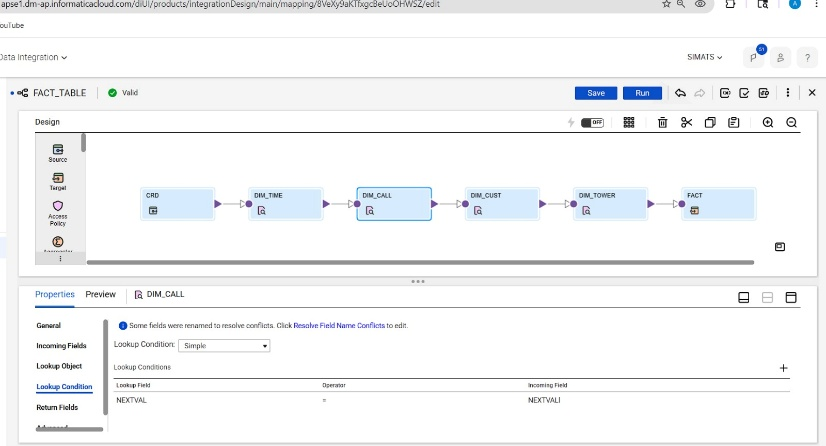 apse1.dm-ap.informaticacloud.com/diUI/products/integrationDesign/main/mapping/8VeXy9aKTfxgcBeUoOHWSZ/edit
A
ouTube
Data Integration
SIMATS
51
?
FACT_TABLE
Valid
Save
Run
Design
OFF
Source
Target
Access
Policy
CRD
DIM_TIME
DIM_CALL
DIM_CUST
DIM_TOWER
FACT
Properties
Preview
DIM_CALL
General
Some fields were renamed to resolve conflicts. Click Resolve Field Name Conflicts to edit.
Incoming Fields
Lookup Condition:
Simple
Lookup Object
Lookup Conditions
Lookup Condition
Lookup Field
Operator
Incoming Field
NEXTVAL
=
NEXTVALI
Return Fields